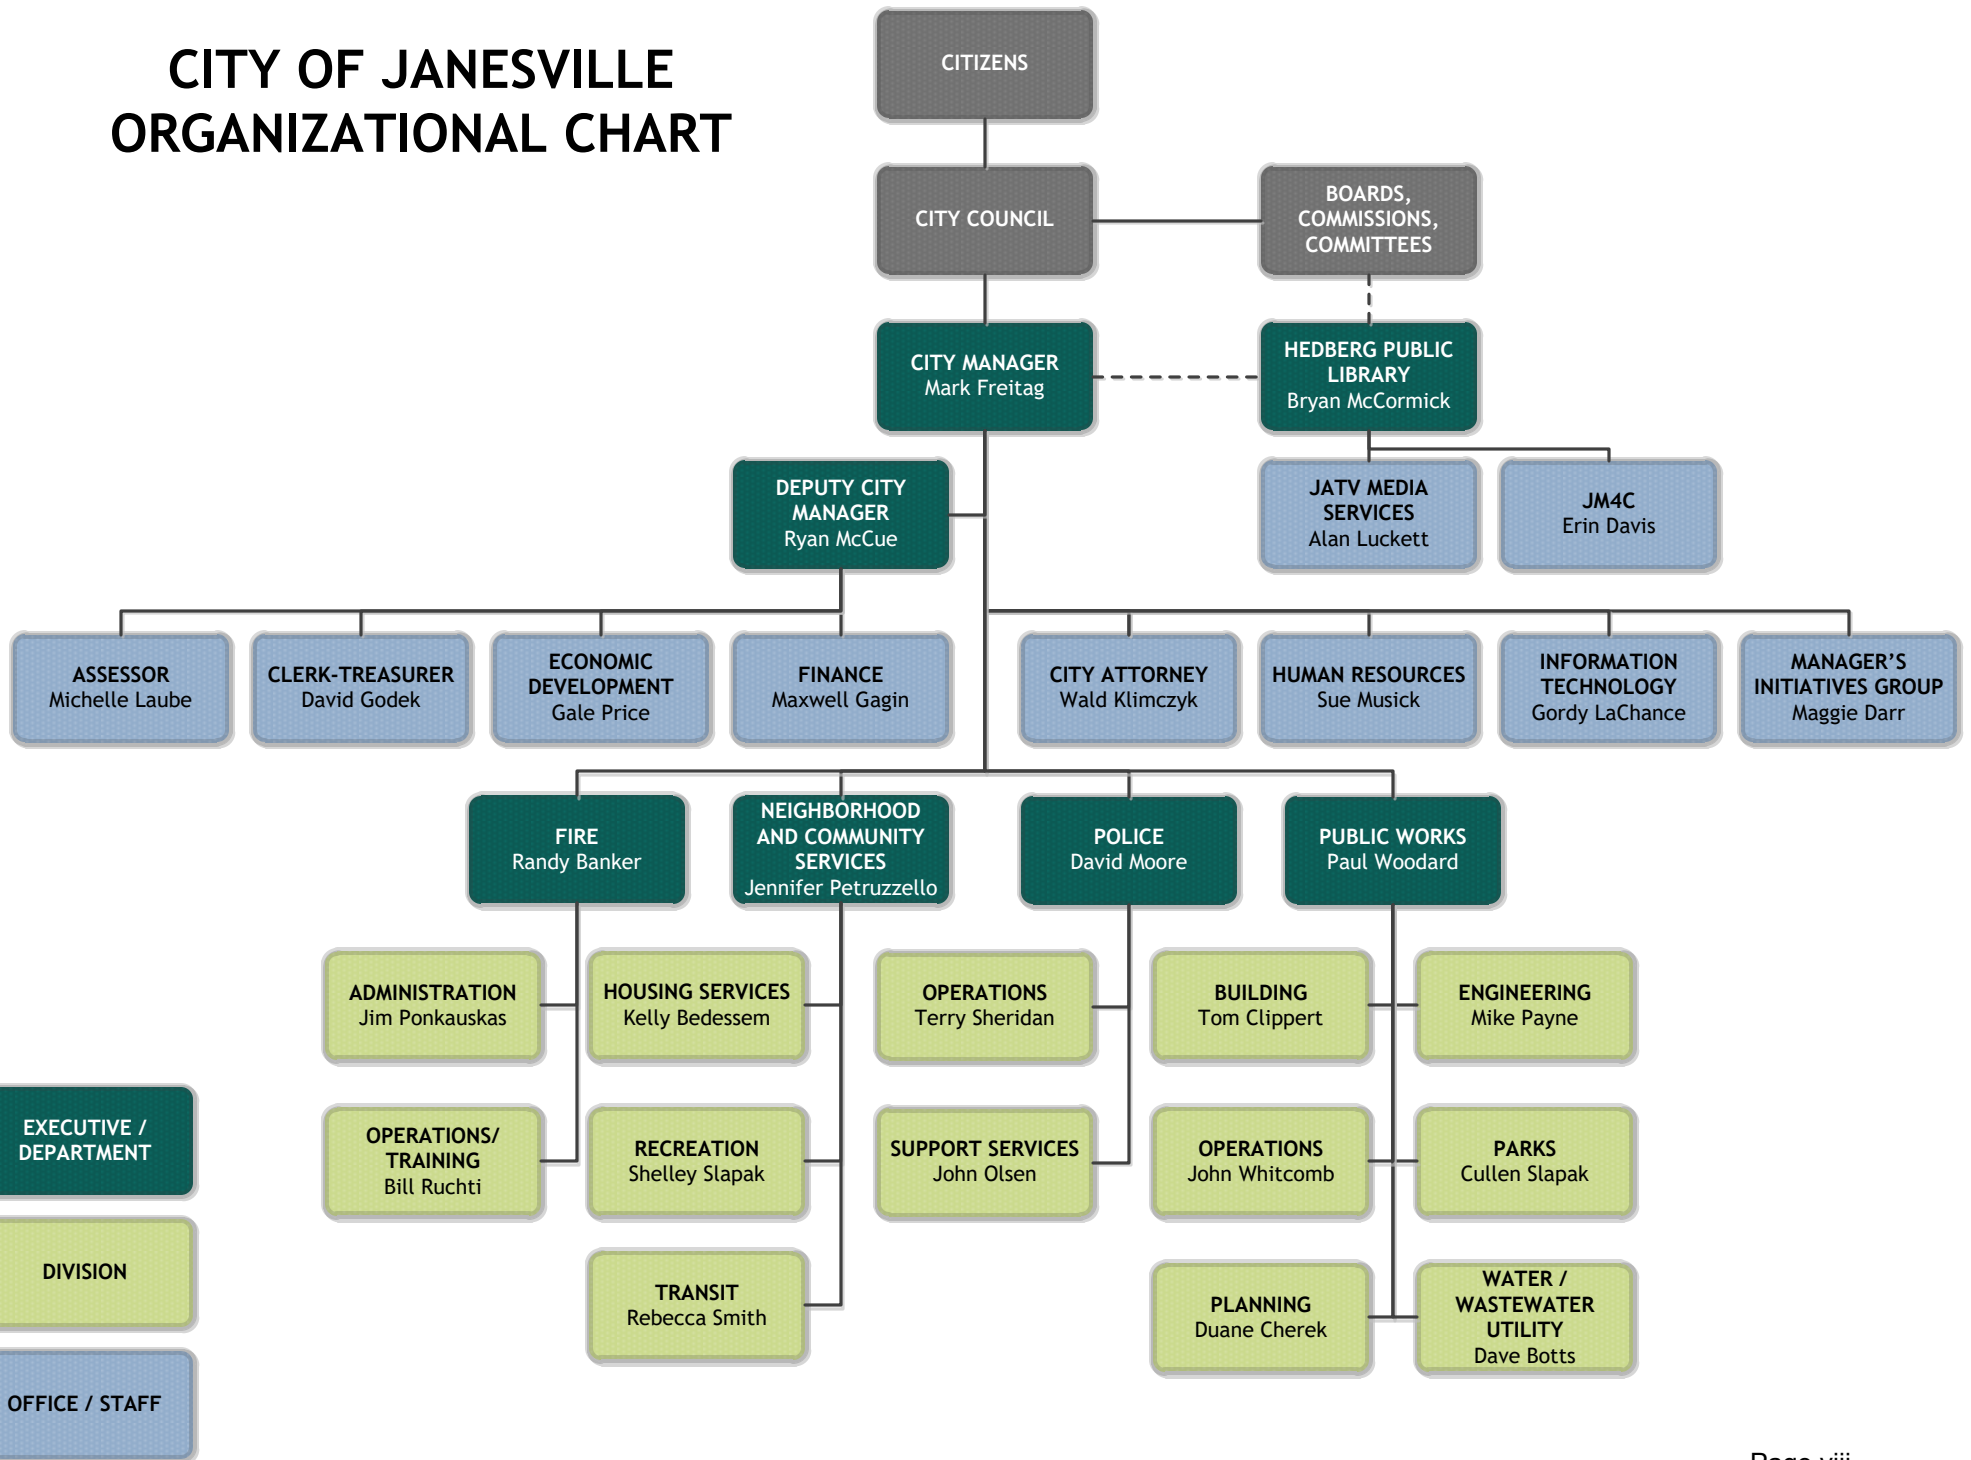 CITY OF JANESVILLE
ORGANIZATIONAL CHART
CITIZENS
CITY COUNCIL
BOARDS,
COMMISSIONS,
COMMITTEES
CITY MANAGER
Mark Freitag
HEDBERG PUBLIC
LIBRARY
Bryan McCormick
DEPUTY CITY
MANAGER
Ryan McCue
JATV MEDIA
SERVICES
Alan Luckett
JM4C
Erin Davis
ASSESSOR
Michelle Laube
CLERK-TREASURER
David Godek
ECONOMIC
DEVELOPMENT
Gale Price
FINANCE
Maxwell Gagin
CITY ATTORNEY
Wald Klimczyk
HUMAN RESOURCES
Sue Musick
INFORMATION
TECHNOLOGY
Gordy LaChance
MANAGER’S
INITIATIVES GROUP
Maggie Darr
FIRE
Randy Banker
NEIGHBORHOOD
AND COMMUNITY
SERVICES
Jennifer Petruzzello
POLICE
David Moore
PUBLIC WORKS
Paul Woodard
ADMINISTRATION
Jim Ponkauskas
HOUSING SERVICES
Kelly Bedessem
OPERATIONS
Terry Sheridan
BUILDING
Tom Clippert
ENGINEERING
Mike Payne
EXECUTIVE /
DEPARTMENT
OPERATIONS/
TRAINING
Bill Ruchti
RECREATION
Shelley Slapak
SUPPORT SERVICES
John Olsen
OPERATIONS
John Whitcomb
PARKS
Cullen Slapak
DIVISION
TRANSIT
Rebecca Smith
PLANNING
Duane Cherek
WATER /
WASTEWATER
UTILITY
Dave Botts
OFFICE / STAFF
Page viii